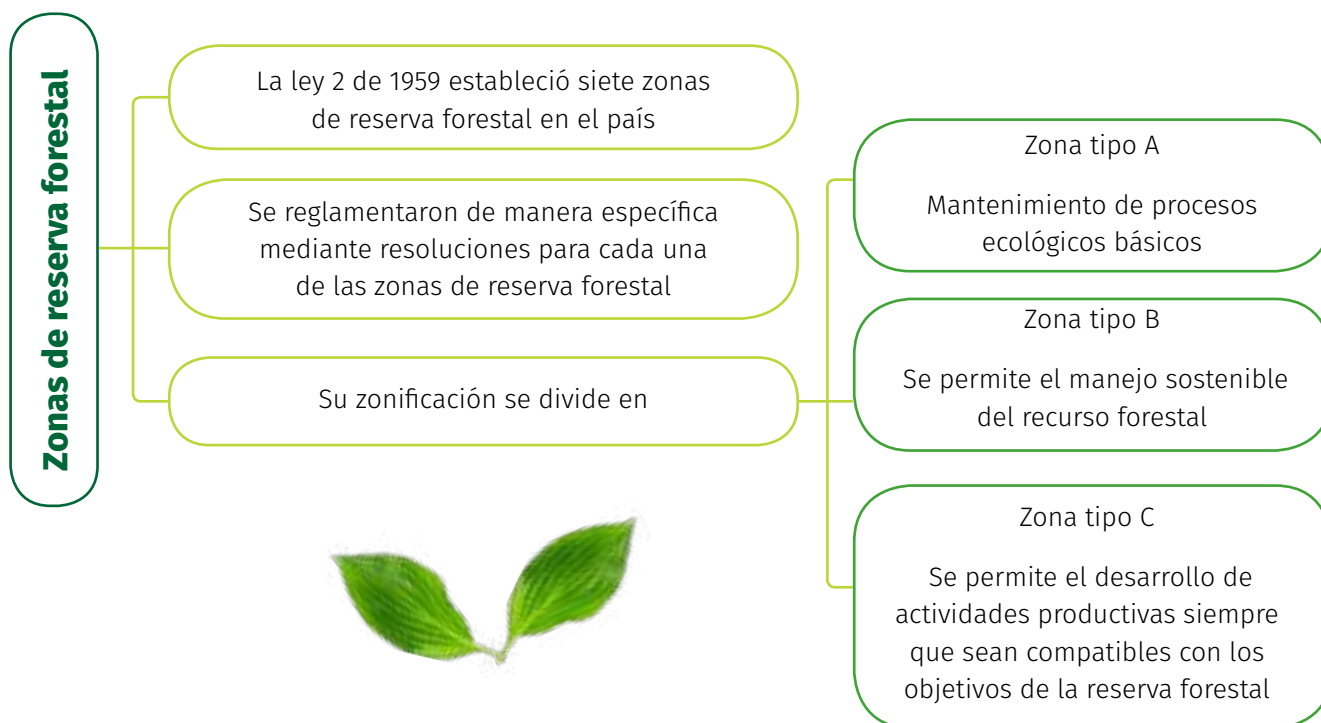 Zonas de reserva forestal
La ley 2 de 1959 estableció siete zonas
de reserva forestal en el país
Se reglamentaron de manera específica
mediante resoluciones para cada una
de las zonas de reserva forestal
Su zonificación se divide en
Zona tipo A
Mantenimiento de procesos
ecológicos básicos
Zona tipo B
Se permite el manejo sostenible
del recurso forestal
Zona tipo C
Se permite el desarrollo de
actividades productivas siempre
que sean compatibles con los
objetivos de la reserva forestal